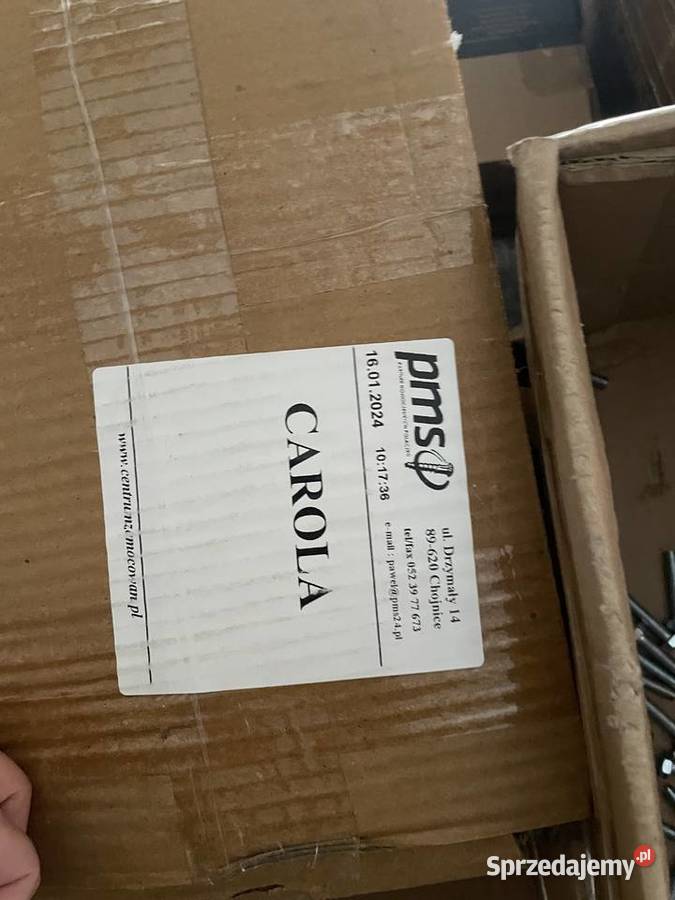 pms
ul. Drzymały 14
89-620 Chojnice
tel/fax 052 39 77 673
16.01.2024 10:17:36
e-mail : pawel@pms24.pl
CAROLA
www.centrumzamocowan.pl
Sprzedajemy.pl